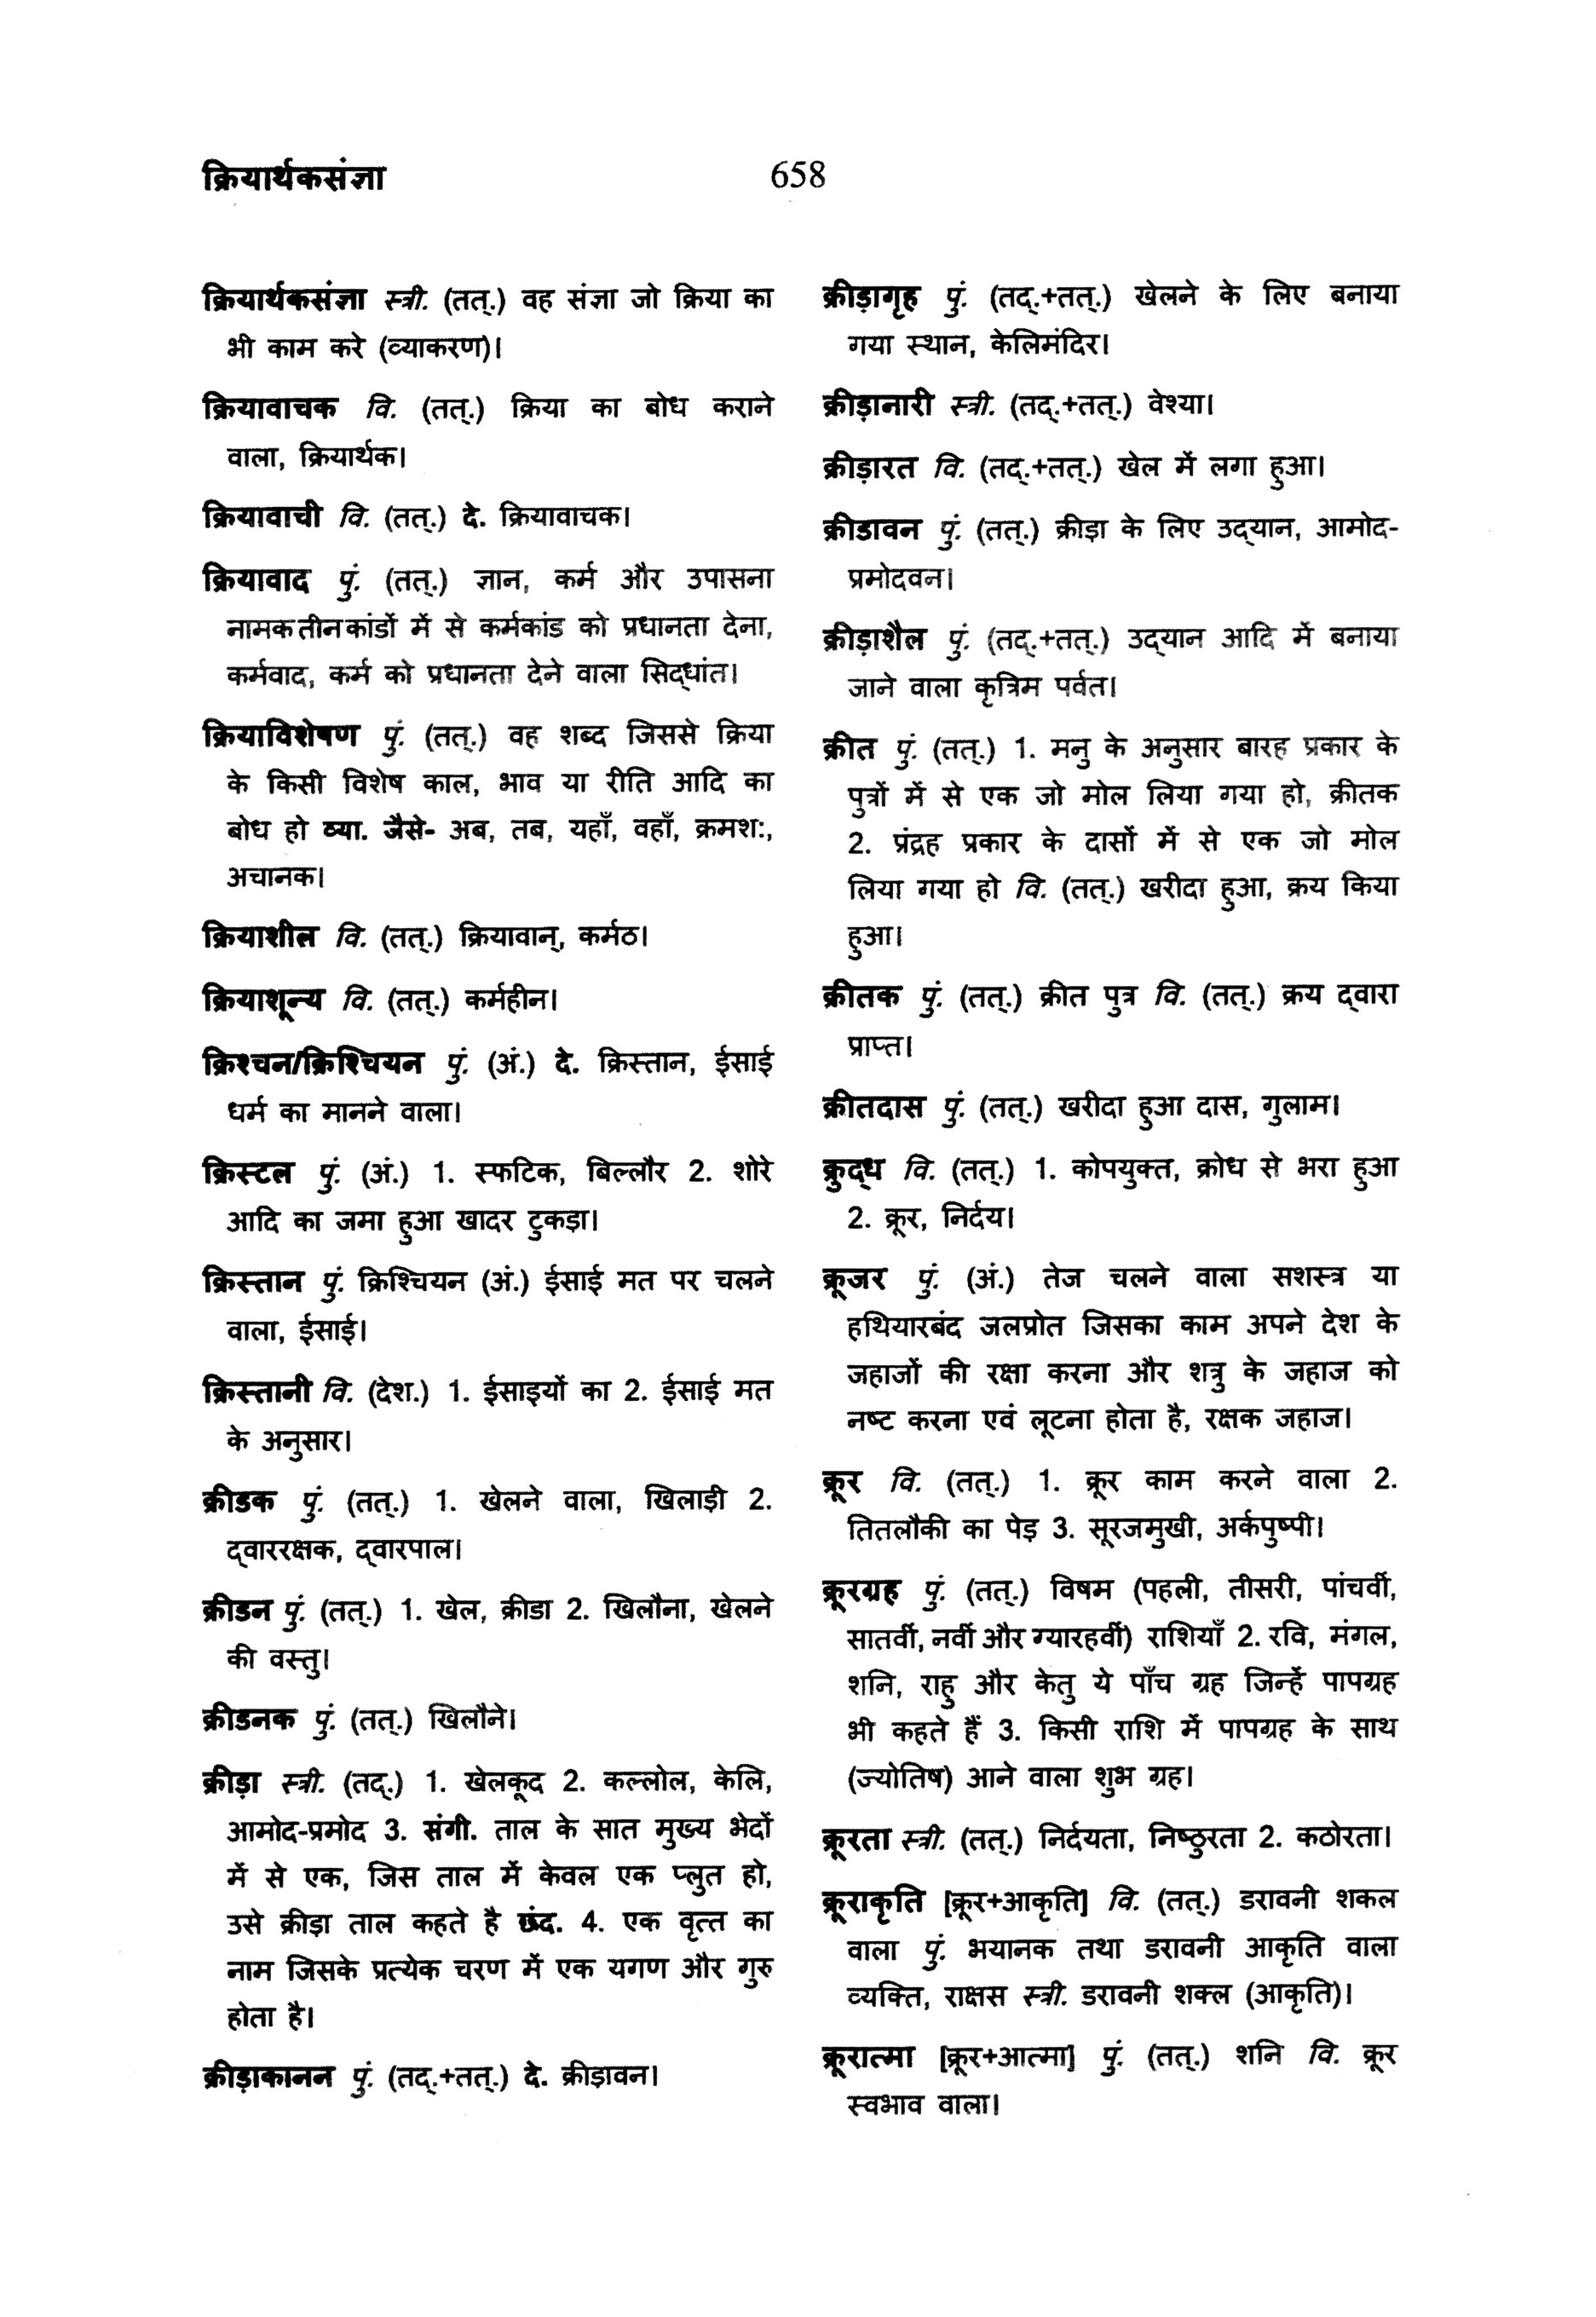 क्रियार्थकसंज्ञा
658
क्रियार्थकसंज्ञा स्त्री. (तत्.) वह संज्ञा जो क्रिया का
भी काम करे (व्याकरण)।
क्रियावाचक वि. (तत्.) क्रिया का बोध कराने
वाला, क्रियार्थक।
क्रियावाची वि. (तत्.) दे. क्रियावाचक।
क्रियावाद पुं. (तत्.) ज्ञान, कर्म और उपासना
नामक तीन कांडों में से कर्मकांड को प्रधानता देना,
कर्मवाद, कर्म को प्रधानता देने वाला सिद्धांत।
क्रियाविशेषण पुं. (तत्.) वह शब्द जिससे क्रिया
के किसी विशेष काल, भाव या रीति आदि का
बोध हो व्या. जैसे- अब, तब, यहाँ, वहाँ, क्रमश:,
अचानक।
क्रियाशील वि. (तत्.) क्रियावान्, कर्मठ।
क्रियाशून्य वि. (तत्.) कर्महीन।
क्रिश्चन/क्रिश्चियन पुं. (अं.) दे. क्रिस्तान, ईसाई
धर्म का मानने वाला।
क्रिस्टल पुं. (अं.) 1. स्फटिक, बिल्लौर 2. शोरे
आदि का जमा हुआ खादर टुकड़ा।
क्रिस्तान पुं. क्रिश्चियन (अं.) ईसाई मत पर चलने
वाला, ईसाई।
क्रिस्तानी वि. (देश.) 1. ईसाइयों का 2. ईसाई मत
के अनुसार।
क्रीडक पुं. (तत्.) 1. खेलने वाला, खिलाड़ी 2.
द्वाररक्षक, द्वारपाल।
क्रीडन पुं. (तत्.) 1. खेल, क्रीडा 2. खिलौना, खेलने
की वस्तु।
क्रीडनक पुं. (तत्.) खिलौने।
क्रीड़ा स्त्री. (तद्.) 1. खेलकूद 2. कल्लोल, केलि,
आमोद-प्रमोद 3. संगी. ताल के सात मुख्य भेदों
में से एक, जिस ताल में केवल एक प्लुत हो,
उसे क्रीड़ा ताल कहते है छंद. 4. एक वृत्त का
नाम जिसके प्रत्येक चरण में एक यगण और गुरु
होता है।
क्रीड़ाकानन पुं. (तद्.+तत्.) दे. क्रीड़ावन।
क्रीड़ागृह पुं. (तद्.+तत्.) खेलने के लिए बनाया
गया स्थान, केलिमंदिर।
क्रीड़ानारी स्त्री. (तद्.+तत्.) वेश्या।
क्रीड़ारत वि. (तद्.+तत्.) खेल में लगा हुआ।
क्रीडावन पुं. (तत्.) क्रीड़ा के लिए उद्यान, आमोद-
प्रमोदवन।
क्रीड़ाशैल पुं. (तद्.+तत्.) उद्यान आदि में बनाया
जाने वाला कृत्रिम पर्वत।
क्रीत पुं. (तत्.) 1. मनु के अनुसार बारह प्रकार के
पुत्रों में से एक जो मोल लिया गया हो, क्रीतक
2. प्रंद्रह प्रकार के दासों में से एक जो मोल
लिया गया हो वि. (तत्.) खरीदा हुआ, क्रय किया
हुआ।
क्रीतक पुं. (तत्.) क्रीत पुत्र वि. (तत्.) क्रय द्वारा
प्राप्त।
क्रीतदास पुं. (तत्.) खरीदा हुआ दास, गुलाम।
क्रुद्ध वि. (तत्.) 1. कोपयुक्त, क्रोध से भरा हुआ
2. क्रूर, निर्दय।
क्रूजर पुं. (अं.) तेज चलने वाला सशस्त्र या
हथियारबंद जलप्रोत जिसका काम अपने देश के
जहाजों की रक्षा करना और शत्रु के जहाज को
नष्ट करना एवं लूटना होता है, रक्षक जहाज।
क्रूर वि. (तत्.) 1. क्रूर काम करने वाला 2.
तितलौकी का पेड़ 3. सूरजमुखी, अर्कपुष्पी।
क्रूरग्रह पुं. (तत्.) विषम (पहली, तीसरी, पांचवीं,
सातवीं, नवीं और ग्यारहवीं) राशियाँ 2. रवि, मंगल,
शनि, राहु और केतु ये पाँच ग्रह जिन्हें पापग्रह
भी कहते हैं 3. किसी राशि में पापग्रह के साथ
(ज्योतिष) आने वाला शुभ ग्रह।
क्रूरता स्त्री. (तत्.) निर्दयता, निष्ठुरता 2. कठोरता।
क्रूराकृति [क्रूर+आकृति] वि. (तत्.) डरावनी शकल
वाला पुं. भयानक तथा डरावनी आकृति वाला
व्यक्ति, राक्षस स्त्री. डरावनी शक्ल (आकृति)।
क्रूरात्मा [क्रूर+आत्मा] पुं. (तत्.) शनि वि. क्रूर
स्वभाव वाला।